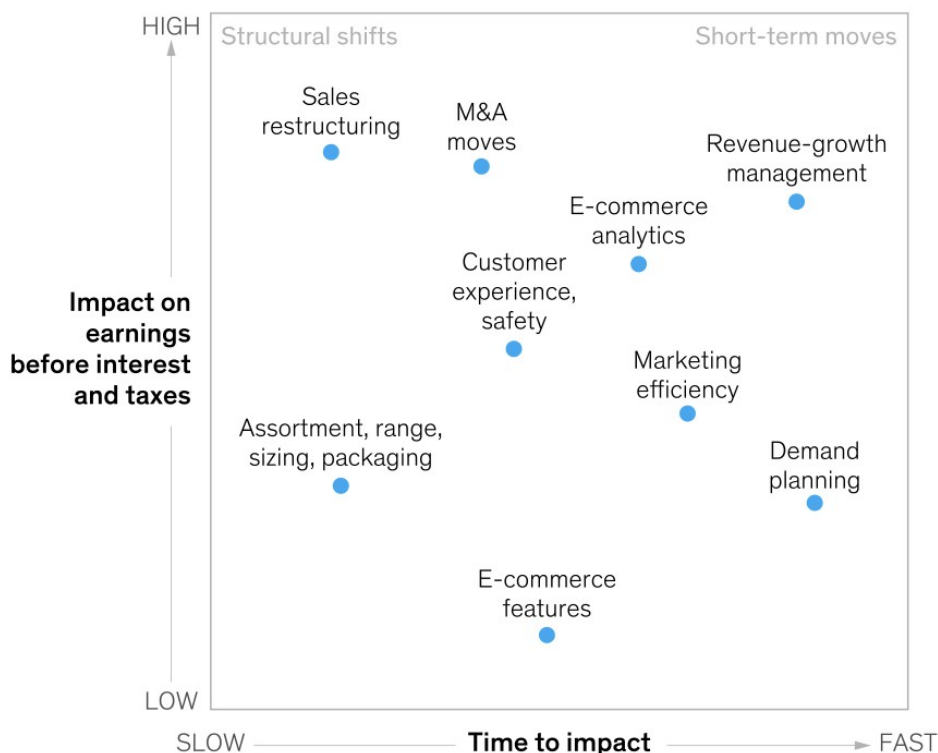 HIGH
Structural shifts
Short-term moves
Sales
restructuring
M&A
moves
Revenue-growth
management
E-commerce
analytics
Customer
experience,
safety
Impact on
earnings
before interest
and taxes
Marketing
efficiency
Assortment, range,
sizing, packaging
Demand
planning
E-commerce
features
LOW
SLOW
Time to impact
FAST